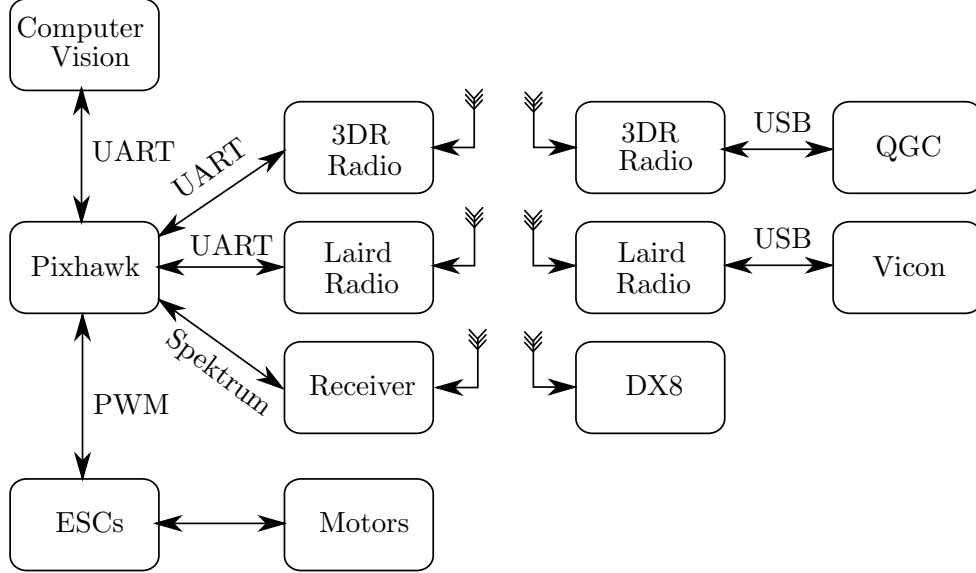 Computer
Vision
UART
UART
3DR
Radio
3DR
Radio
USB
QGC
Pixhawk
UART
Laird
Radio
Laird
Radio
USB
Vicon
Spektrum
Receiver
DX8
PWM
ESCs
Motors